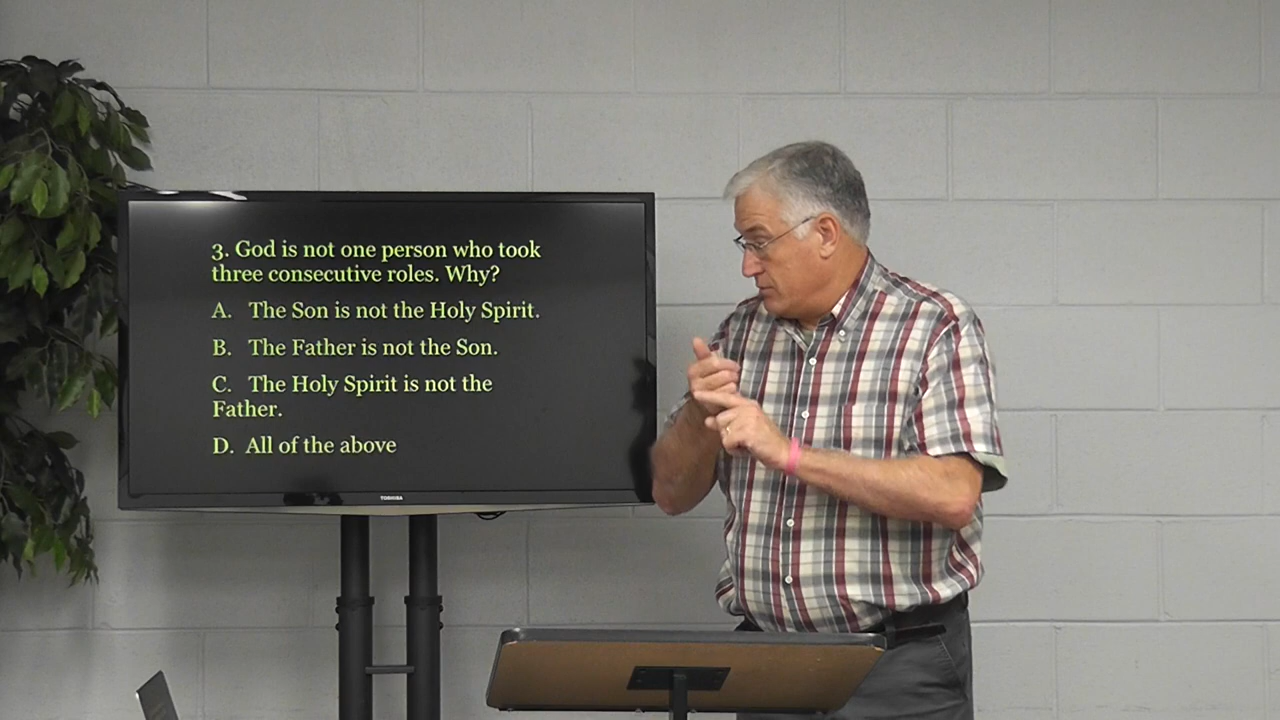 3. God is not one person who took
three consecutive roles. Why?
A. The Son is not the Holy Spirit.
B. The Father is not the Son.
C. The Holy Spirit is not the
Father.
D. All of the above
TOSHIBA